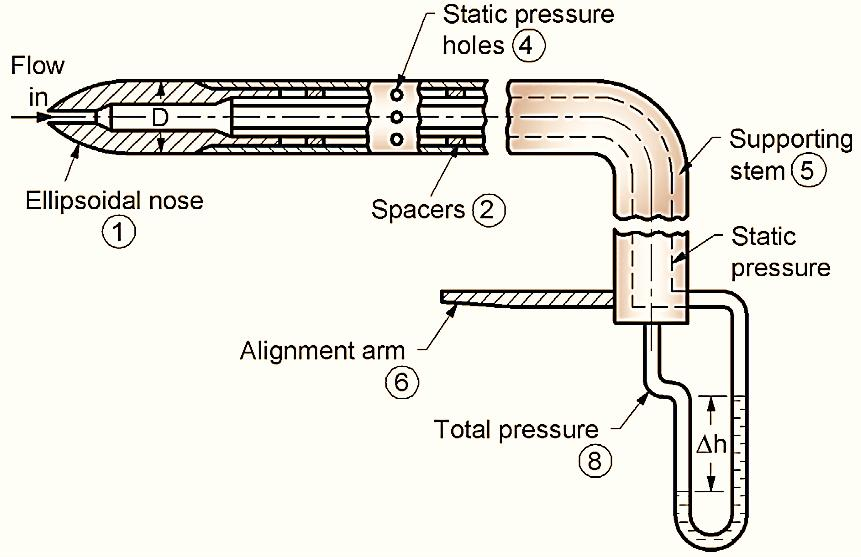 Static pressure
holes 4
Flow
in
D
Ellipsoidal nose
1
Spacers 2
Supporting
stem 5
Static
pressure
Alignment arm
6
Total pressure
8
Δh